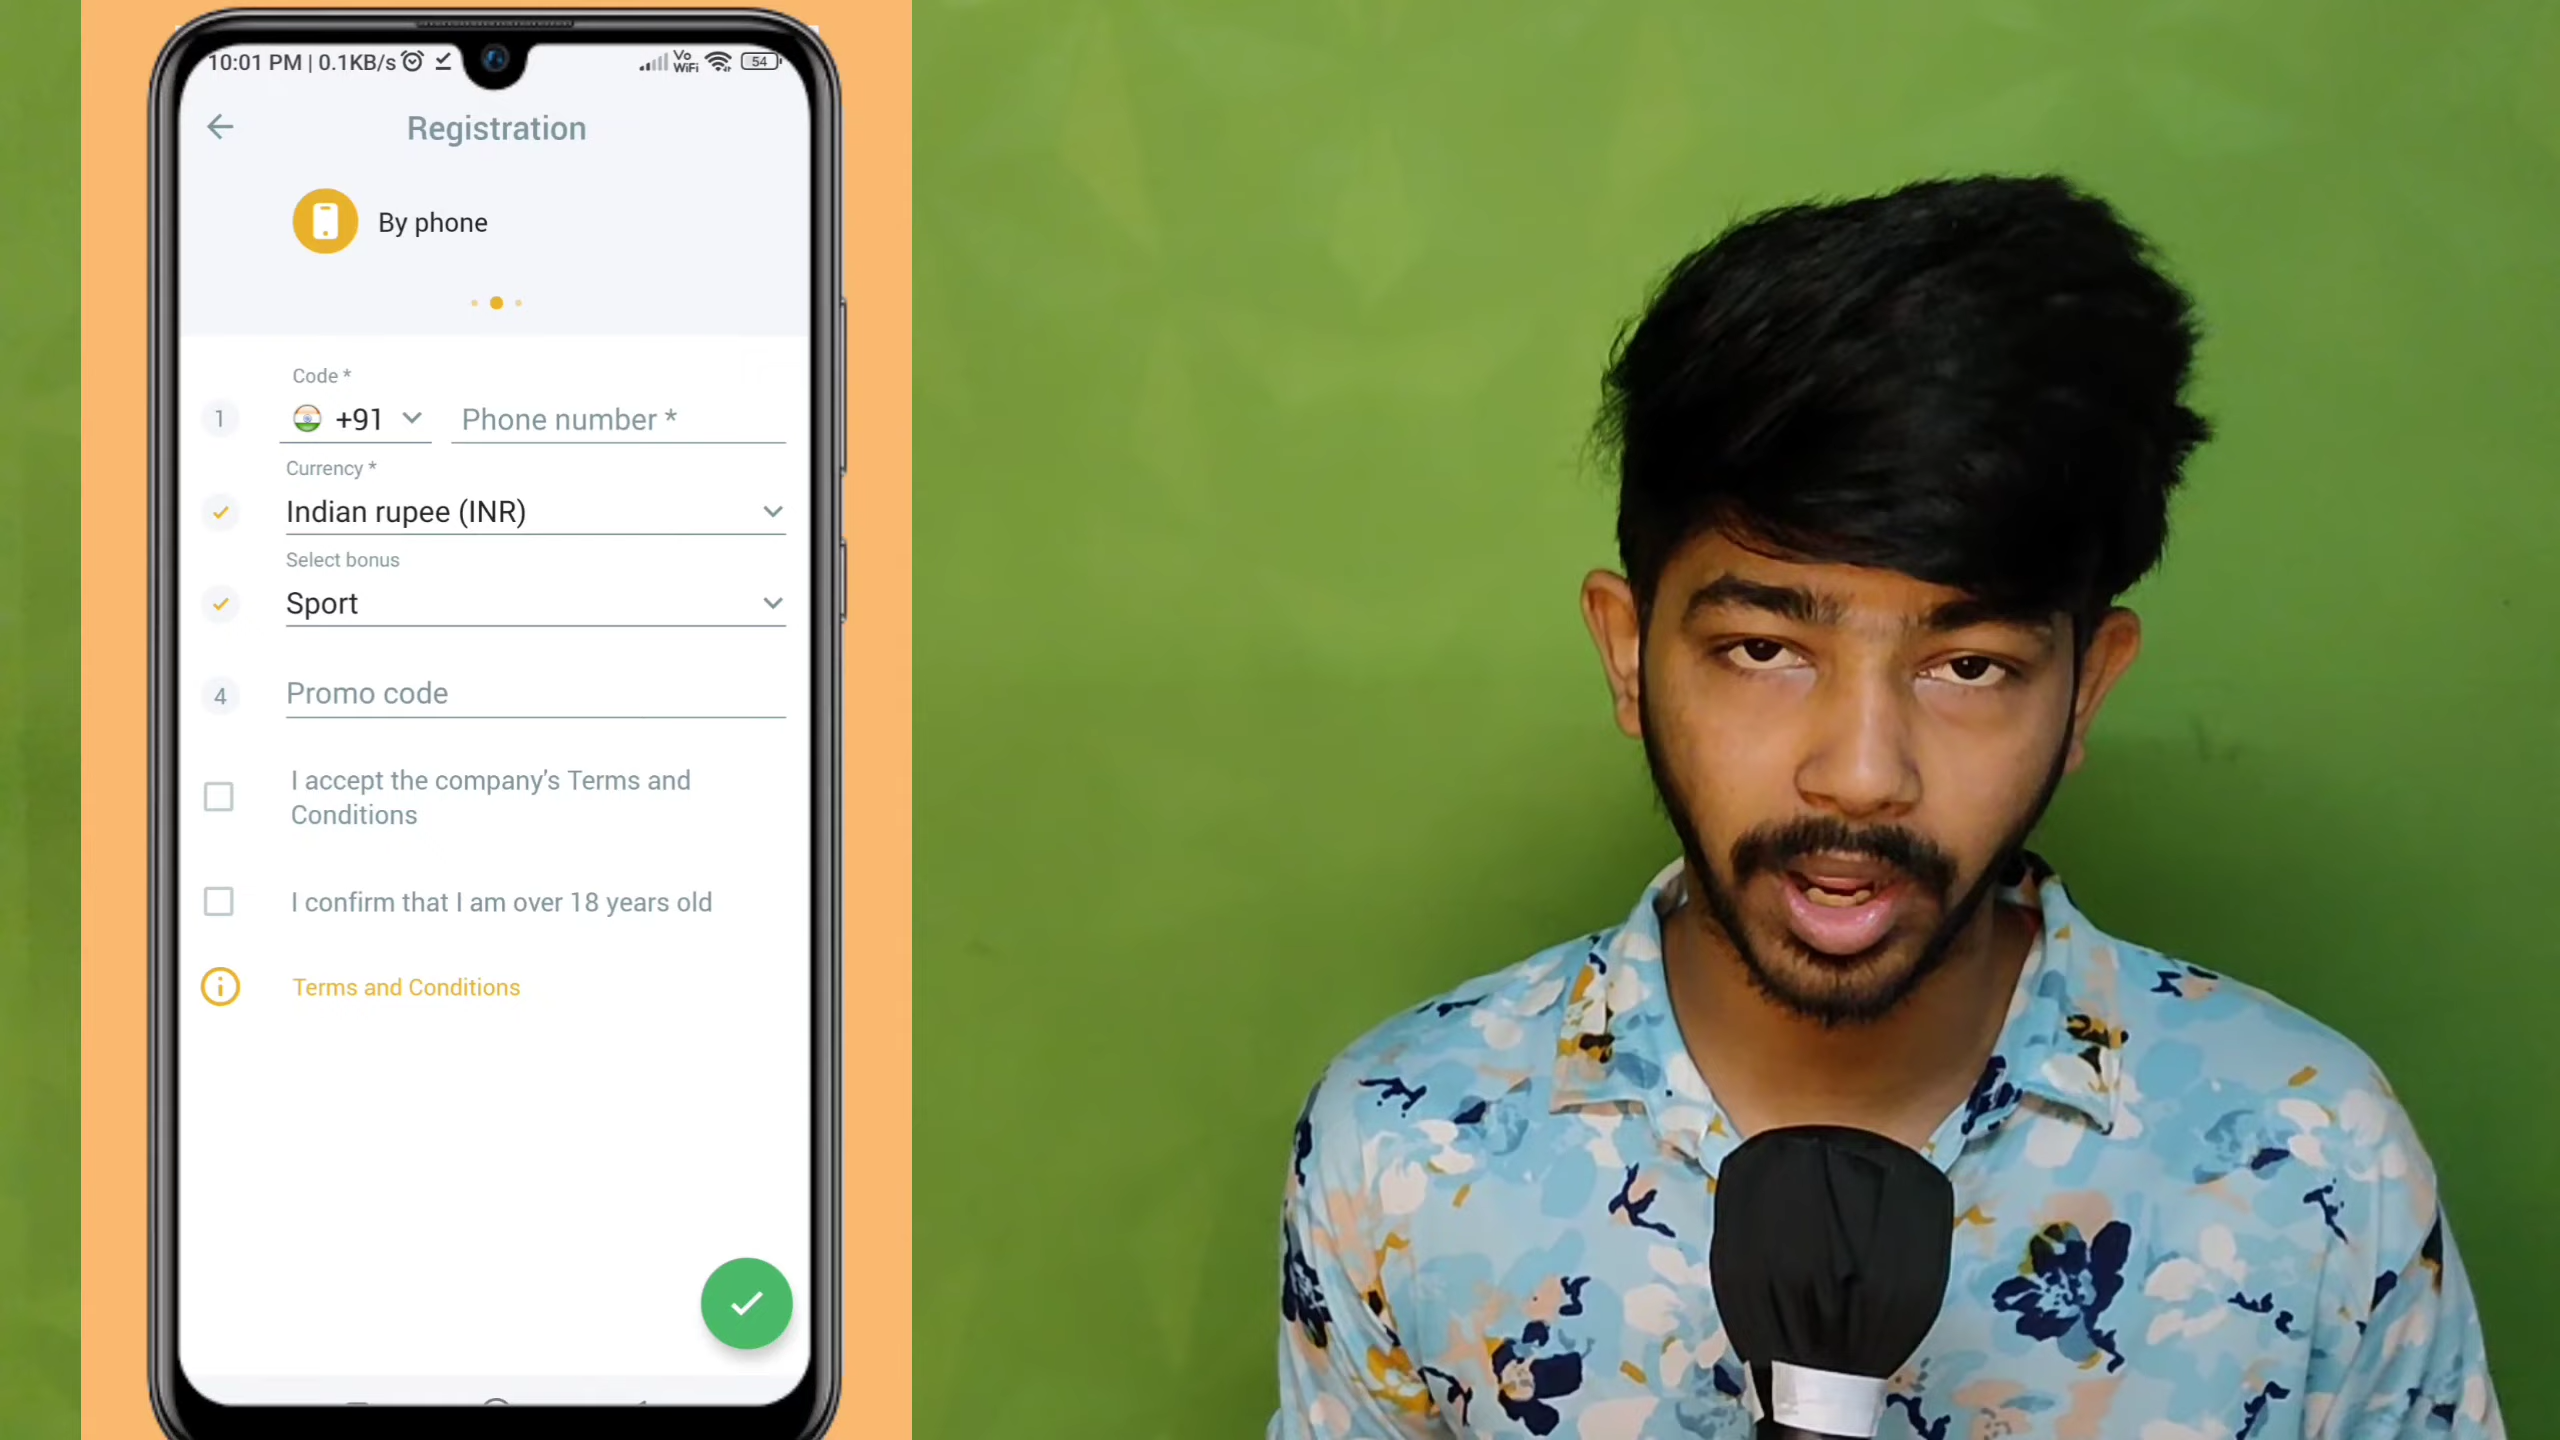 10:01 PM | 0.1KB/s
Vo
WiFi
54
Registration
By phone
Code *
1
+91
Phone number *
Currency *
Indian rupee (INR)
Select bonus
Sport
4
Promo code
I accept the company's Terms and
Conditions
I confirm that I am over 18 years old
Terms and Conditions